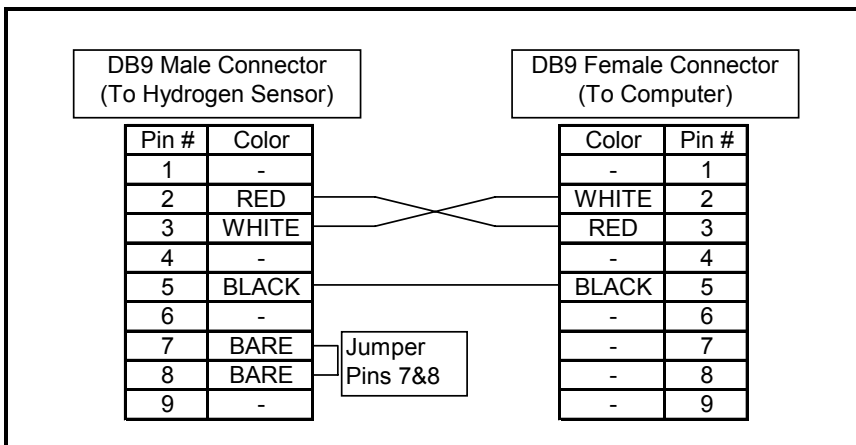 DB9 Male Connector
(To Hydrogen Sensor)
DB9 Female Connector
(To Computer)
Pin # Color
1 -
2 RED
3 WHITE
4 -
5 BLACK
6 -
7 BARE
8 BARE
9 -
Jumper
Pins 7&8
Color Pin #
- 1
WHITE 2
RED 3
- 4
BLACK 5
- 6
- 7
- 8
- 9